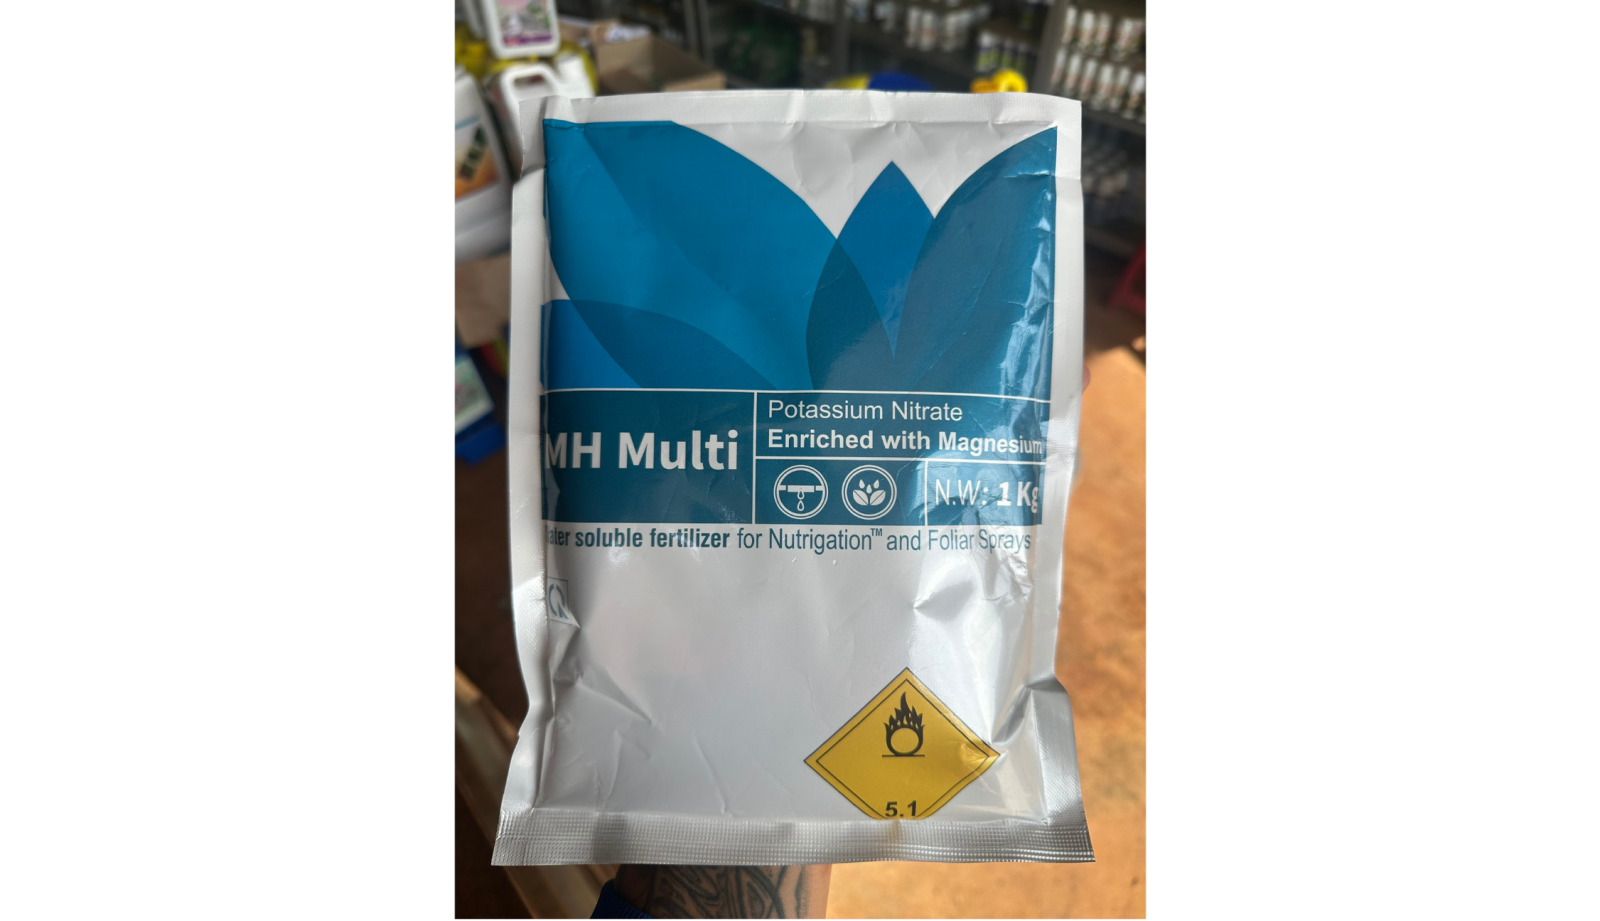 MH Multi
Potassium Nitrate
Enriched with Magnesium
N.W: 1 Kg
ater soluble fertilizer for Nutrigation™ and Foliar Sprays
5.1